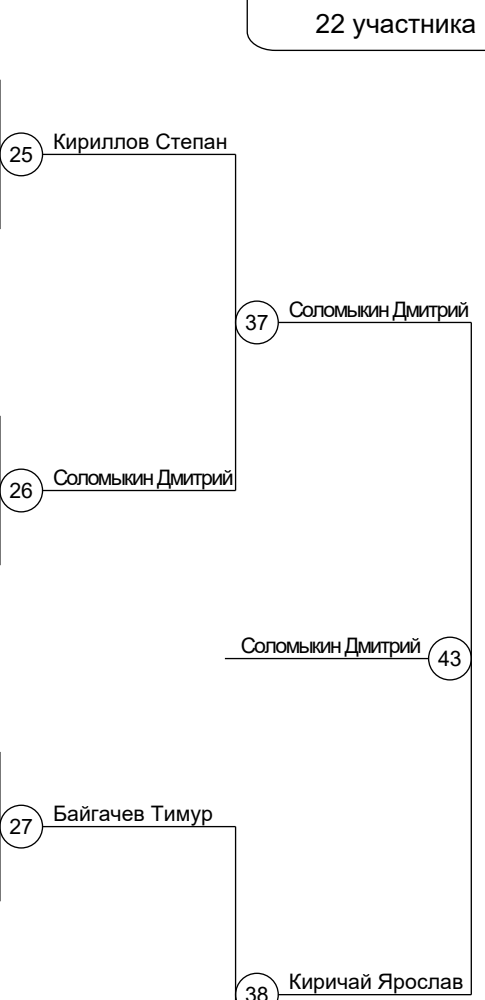 22 участника
Кириллов Степан
25
Соломыкин Дмитрий
37
Соломыкин Дмитрий
26
Соломыкин Дмитрий
43
Байгачев Тимур
27
Киричай Ярослав
38